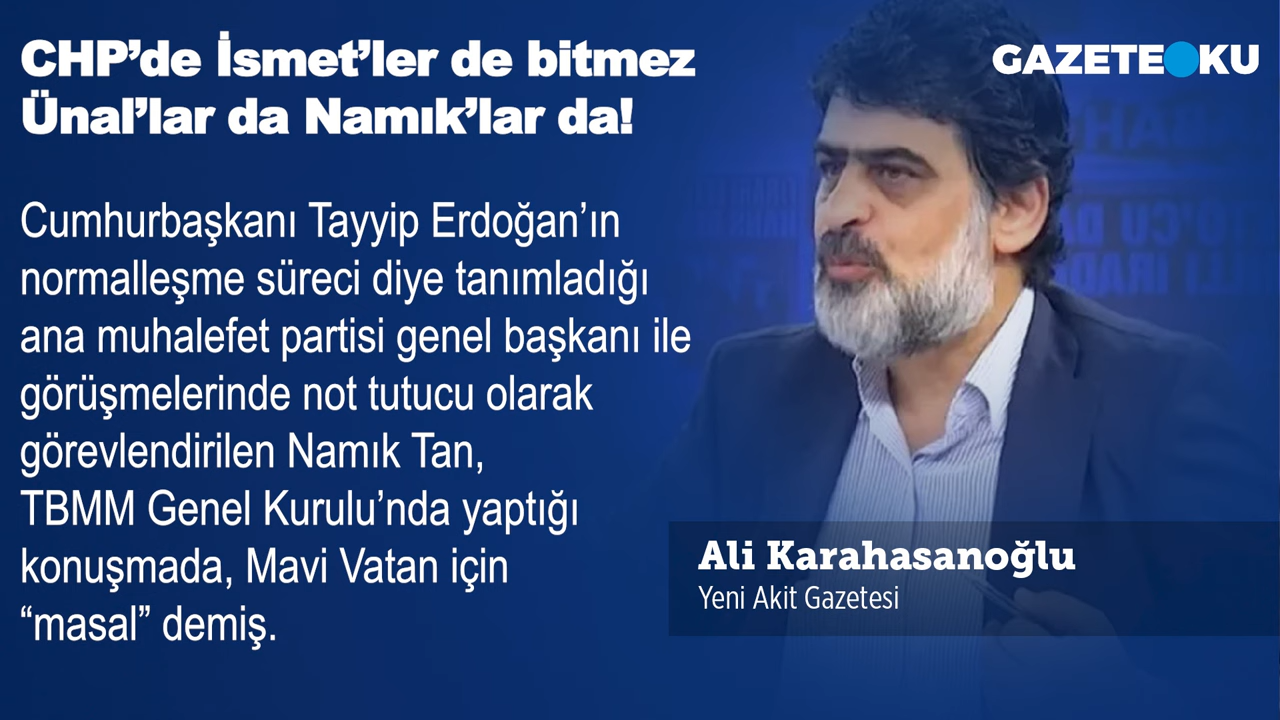 CHP’de İsmet’ler de bitmez
Ünal’lar da Namık’lar da!
GAZETE OKU
Cumhurbaşkanı Tayyip Erdoğan’ın
normalleşme süreci diye tanımladığı
ana muhalefet partisi genel başkanı ile
görüşmelerinde not tutucu olarak
görevlendirilen Namık Tan,
TBMM Genel Kurulu’nda yaptığı
konuşmada, Mavi Vatan için
“masal” demiş.
Ali Karahasanoğlu
Yeni Akit Gazetesi